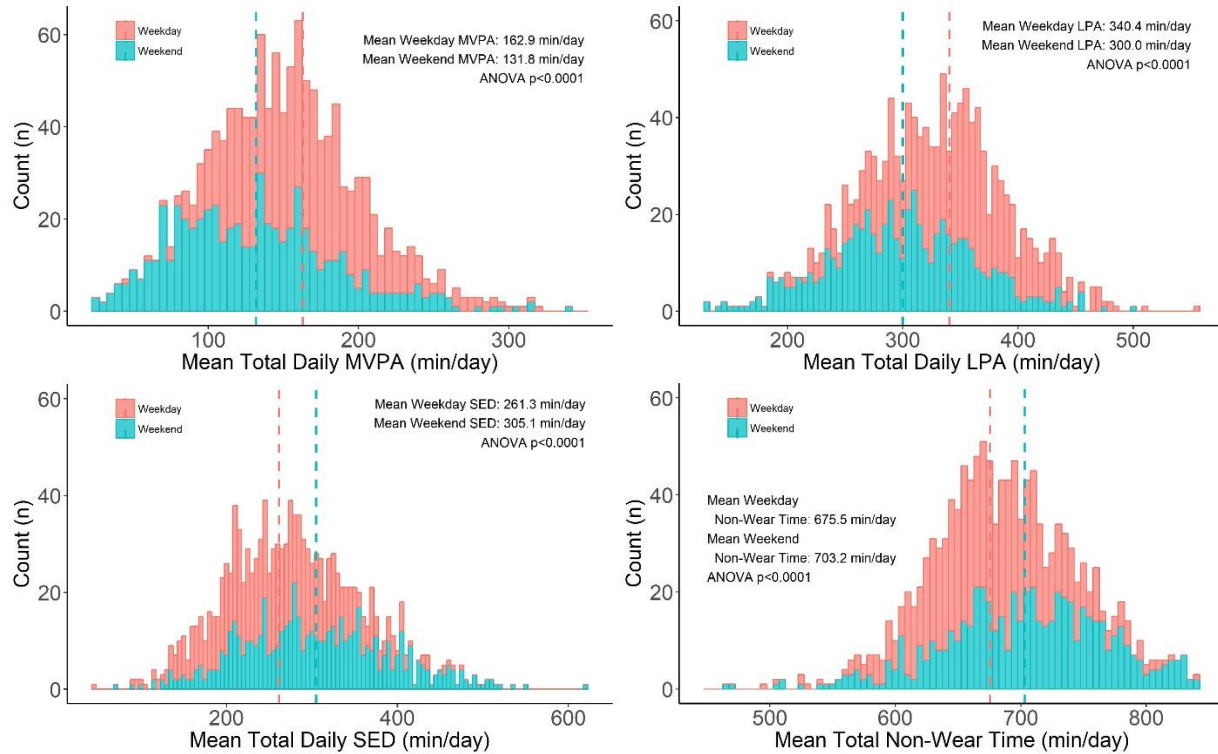 60
40
20
0
Count (n)
Weekday
Weekend
Mean Weekday MVPA: 162.9 min/day
Mean Weekend MVPA: 131.8 min/day
ANOVA p<0.0001
100
200
300
Mean Total Daily MVPA (min/day)
60
40
20
0
Count (n)
Weekday
Weekend
Mean Weekday LPA: 340.4 min/day
Mean Weekend LPA: 300.0 min/day
ANOVA p<0.0001
200
300
400
500
Mean Total Daily LPA (min/day)
60
40
20
0
Count (n)
Weekday
Weekend
Mean Weekday SED: 261.3 min/day
Mean Weekend SED: 305.1 min/day
ANOVA p<0.0001
200
400
600
Mean Total Daily SED (min/day)
60
40
20
0
Count (n)
Weekday
Weekend
Mean Weekday
Non-Wear Time: 675.5 min/day
Mean Weekend
Non-Wear Time: 703.2 min/day
ANOVA p<0.0001
500
600
700
800
Mean Total Non-Wear Time (min/day)